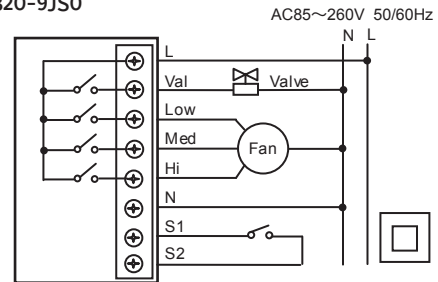 AC85～260V 50/60Hz
N L
L
Val
Valve
Low
Med
Fan
Hi
N
S1
S2